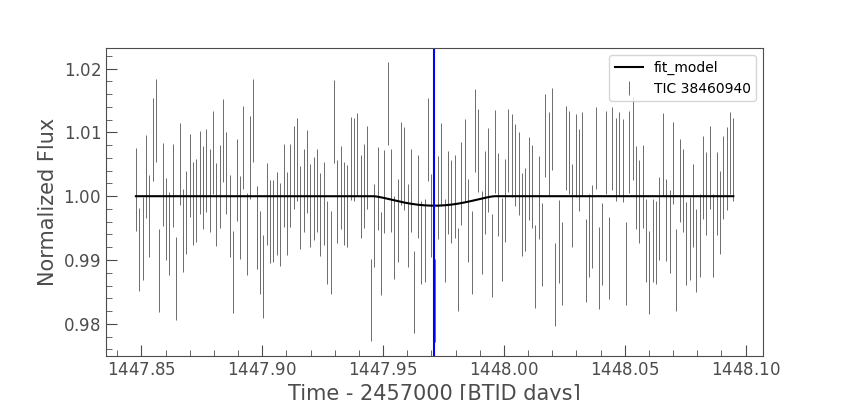 1.02
1.01
1.00
0.99
0.98
Normalized Flux
fit_model
TIC 38460940
1447.85 1447.90 1447.95 1448.00 1448.05 1448.10
Time - 2457000 [BTJD days]